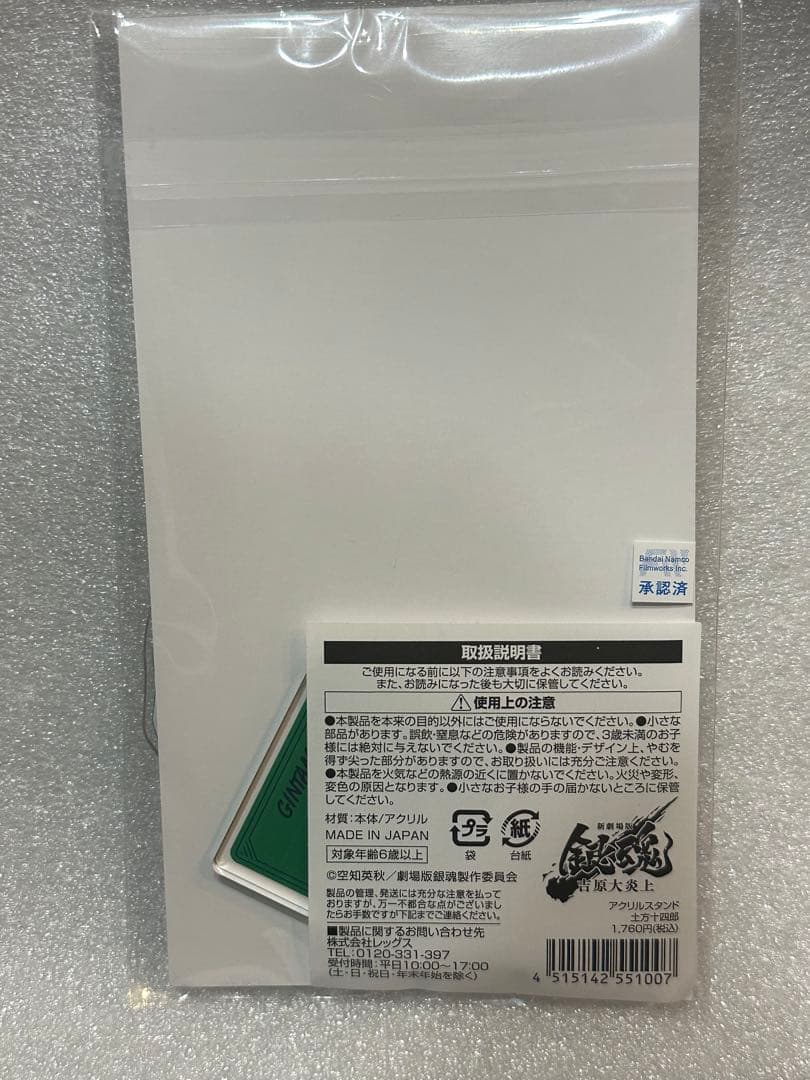 Bandai Namco
Filmworks Inc.
承認済
取扱説明書
ご使用になる前に以下の注意事項をよくお読みください。
また、お読みになった後も大切に保管してください。
使用上の注意
●本製品を本来の目的以外にはご使用にならないでください。●小さな
部品があります。誤飲・窒息などの危険がありますので、3歳未満のお子
様には絶対に与えないでください。●製品の機能・デザイン上、やむを
得ず尖った部分がありますので、お取り扱いには充分ご注意ください。
●本製品を火気などの熱源の近くに置かないでください。火災や変形、
変色の原因となります。●小さなお子様の手の届かないところに保管
してください。
材質:本体/アクリル
MADE IN JAPAN
対象年齢6歳以上
プラ
袋
紙
台紙
©空知英秋/劇場版銀魂製作委員会
新劇場版
銀魂
吉原大炎上
製品の管理、発送には充分な注意を払って
おりますが、万一不都合な点がございまし
たらお手数ですが下記までご連絡ください。
アクリルスタンド
土方十四郎
1,760円(税込)
■製品に関するお問い合わせ先
株式会社レッグス
TEL:0120-331-397
受付時間:平日10:00～17:00
(土・日・祝日・年末年始を除く)
4 515142 551007
GINTAM